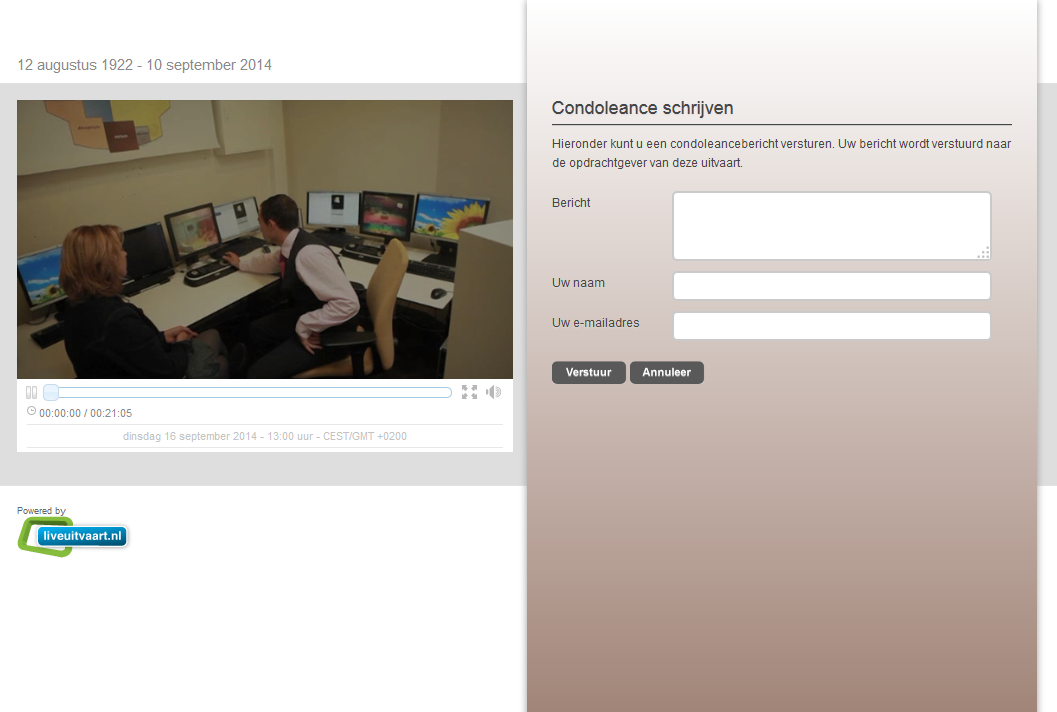 12 augustus 1922 - 10 september 2014
00:00:00 / 00:21:05
dinsdag 16 september 2014 - 13:00 uur - CEST/GMT +0200
Powered by
liveuitvaart.nl
Condoleance schrijven
Hieronder kunt u een condoleancebericht versturen. Uw bericht wordt verstuurd naar
de opdrachtgever van deze uitvaart.
Bericht
Uw naam
Uw e-mailadres
Verstuur
Annuleer